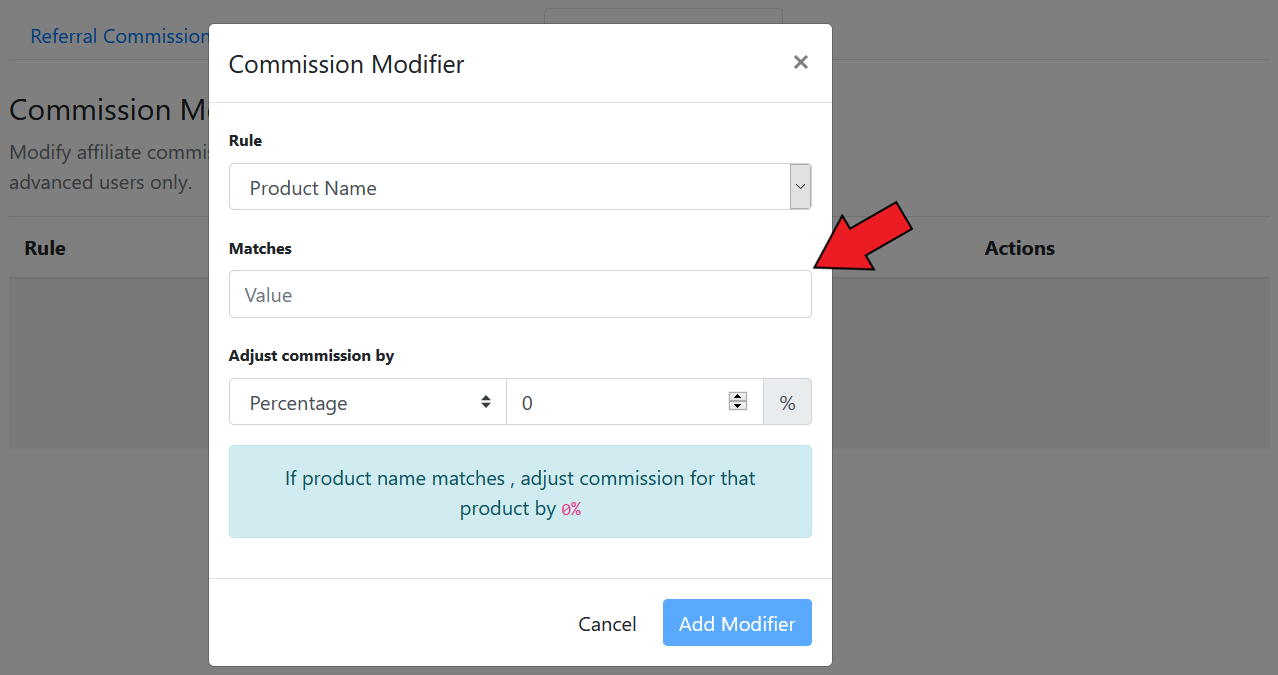 Referral Commission
Commission Modifier
×
Commission M
Modify affiliate commis
advanced users only.
Rule
Product Name
Matches
Rule
Actions
Value
Adjust commission by
Percentage
0
%
If product name matches , adjust commission for that
product by 0%
Cancel
Add Modifier